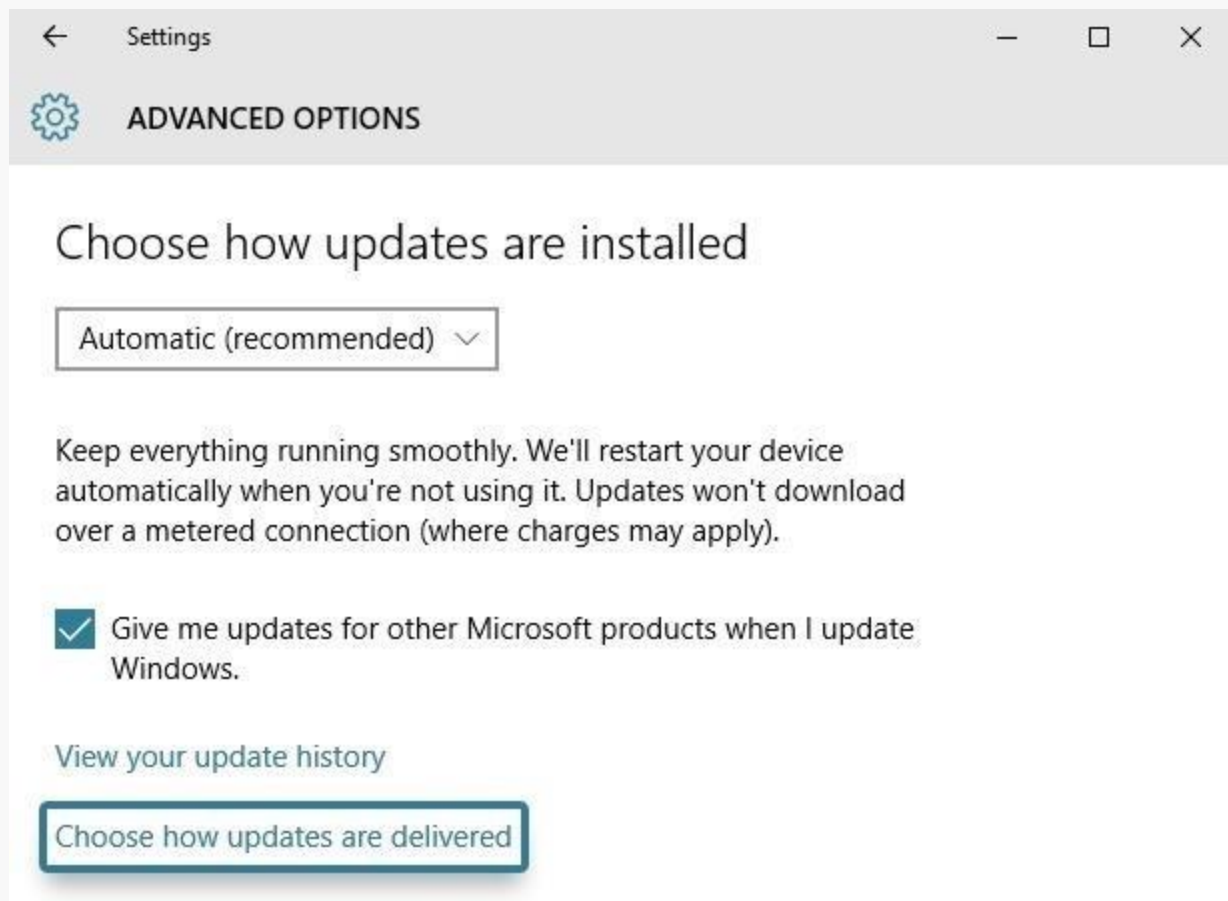 Settings
ADVANCED OPTIONS
Choose how updates are installed
Automatic (recommended)
Keep everything running smoothly. We'll restart your device
automatically when you're not using it. Updates won't download
over a metered connection (where charges may apply).
Give me updates for other Microsoft products when I update
Windows.
View your update history
Choose how updates are delivered